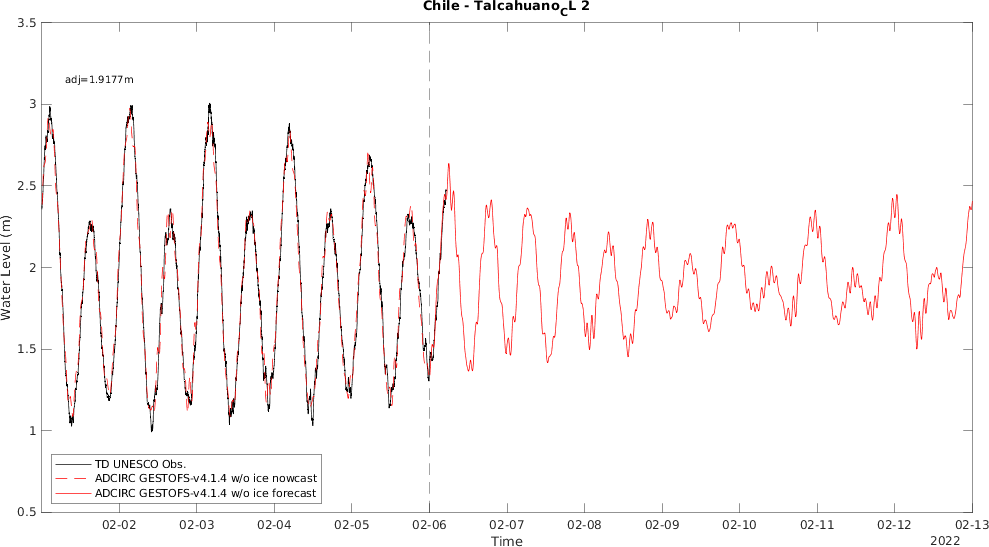 Chile - Talcahuano_CL 2
adj=1.9177m
Water Level (m)
3.5
3
2.5
2
1.5
1
0.5
TD UNESCO Obs.
ADCIRC GESTOFS-v4.1.4 w/o ice nowcast
ADCIRC GESTOFS-v4.1.4 w/o ice forecast
02-02 02-03 02-04 02-05 02-06 02-07 02-08 02-09 02-10 02-11 02-12 02-13
Time
2022